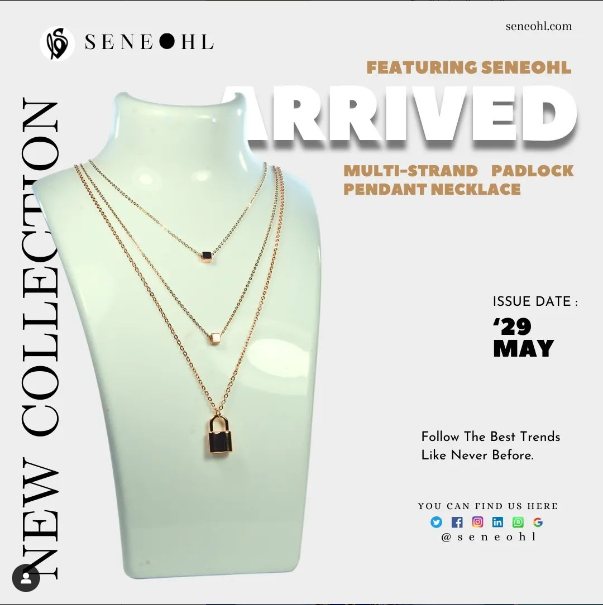 SENEOHL
seneohl.com
FEATURING SENEOHL
ARRIVED
MULTI-STRAND PADLOCK
PENDANT NECKLACE
NEW COLLECTION
ISSUE DATE :
‘29
MAY
Follow The Best Trends
Like Never Before.
YOU CAN FIND US HERE
@seneohl